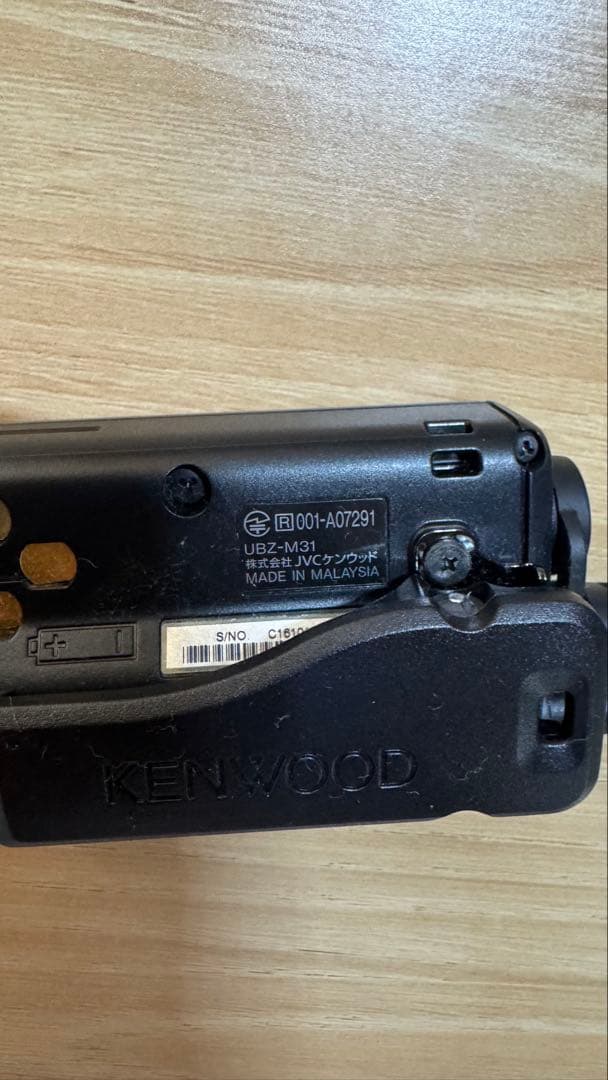 R 001-A07291
UBZ-M31
株式会社 JVCケンウッド
MADE IN MALAYSIA
S/NO. C1610
KENWOOD